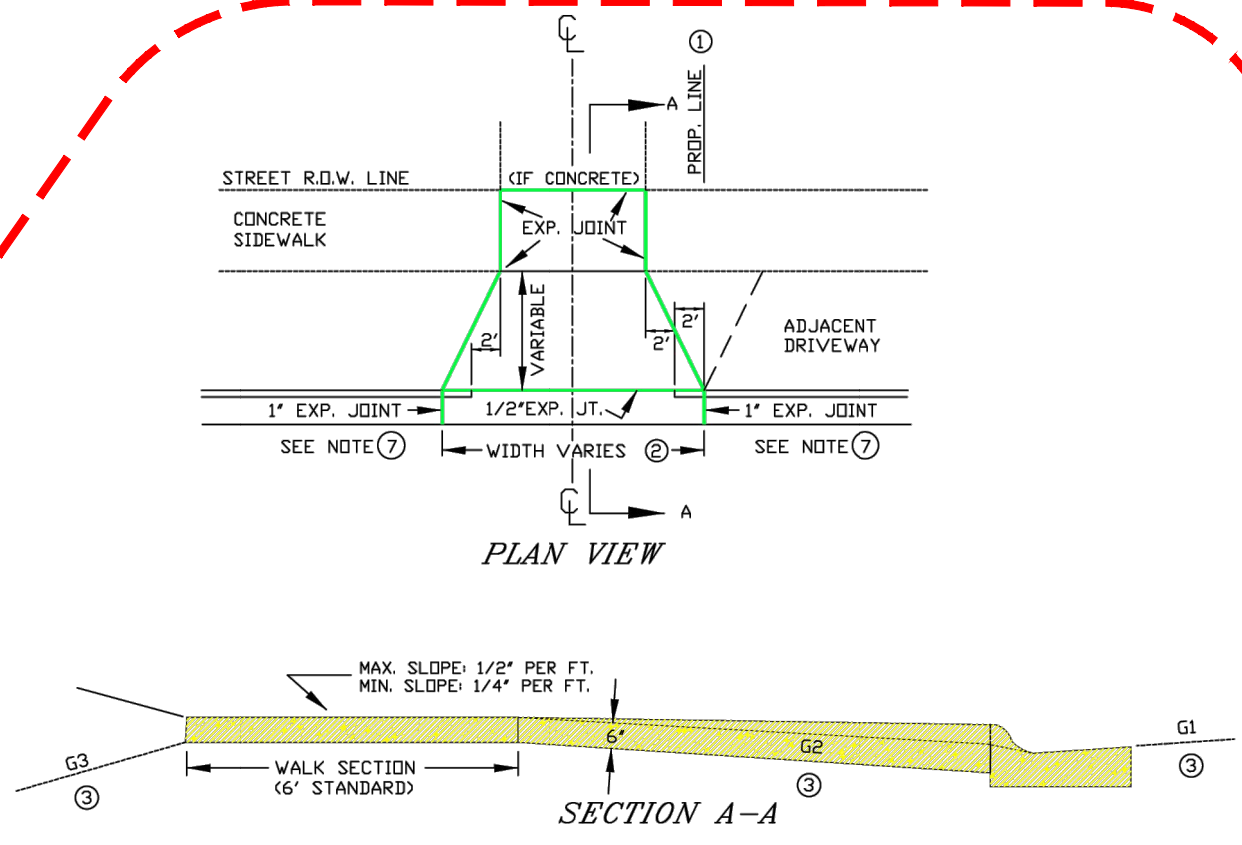 ℄
①
A
PROP. LINE
STREET R.O.W. LINE
(IF CONCRETE)
CONCRETE
SIDEWALK
EXP. JOINT
VARIABLE
2'
2'
2'
ADJACENT
DRIVEWAY
1" EXP. JOINT
1/2"EXP. JT.
1" EXP. JOINT
SEE NOTE ⑦
WIDTH VARIES ②
SEE NOTE ⑦
℄
A
PLAN VIEW
MAX. SLOPE: 1/2" PER FT.
MIN. SLOPE: 1/4" PER FT.
6"
G2
G1
G3
③
③
③
WALK SECTION
(6' STANDARD)
SECTION A-A